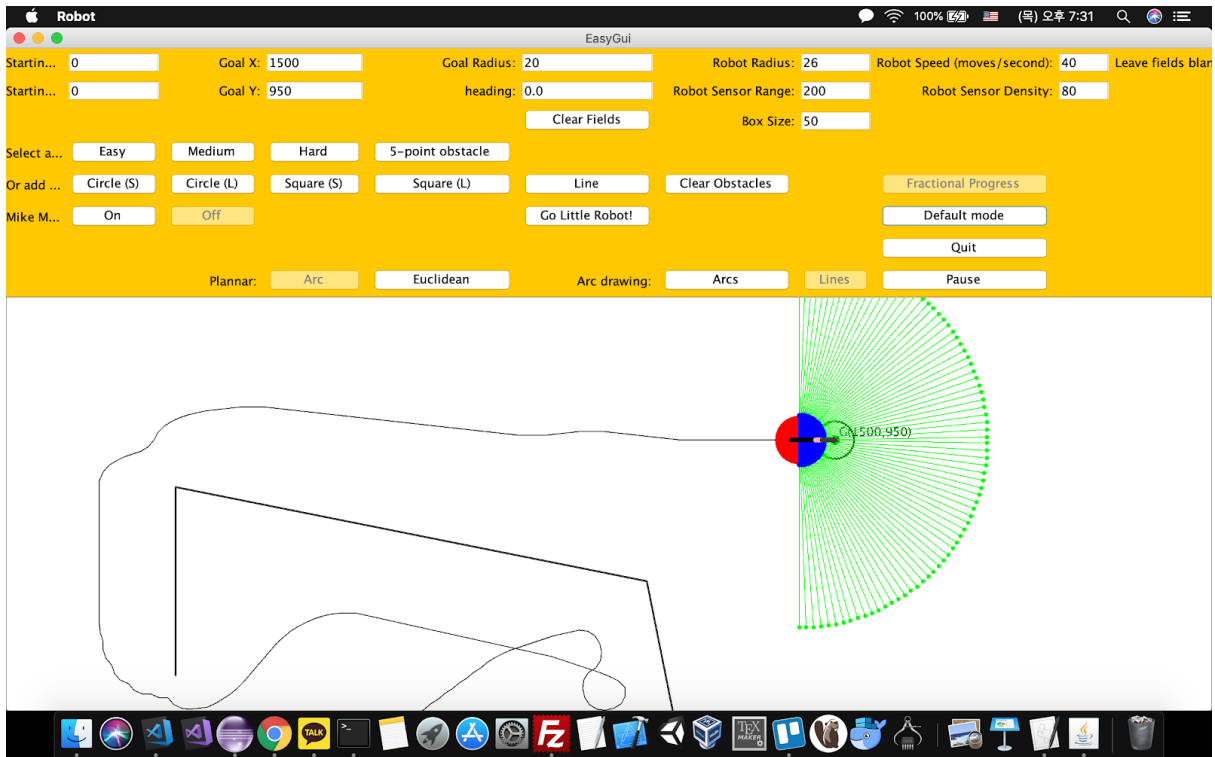 Robot 100% (목) 오후 7:31
EasyGui
Startin... 0 Goal X: 1500 Goal Radius: 20 Robot Radius: 26 Robot Speed (moves/second): 40 Leave fields blan
Startin... 0 Goal Y: 950 heading: 0.0 Robot Sensor Range: 200 Robot Sensor Density: 80
Clear Fields Box Size: 50
Select a... Easy Medium Hard 5-point obstacle
Or add ... Circle (S) Circle (L) Square (S) Square (L) Line Clear Obstacles Fractional Progress
Mike M... On Off Go Little Robot! Default mode
Quit
Plannar: Arc Euclidean Arc drawing: Arcs Lines Pause
G(1500,950)
TALK
Fz
TEX
MAKER